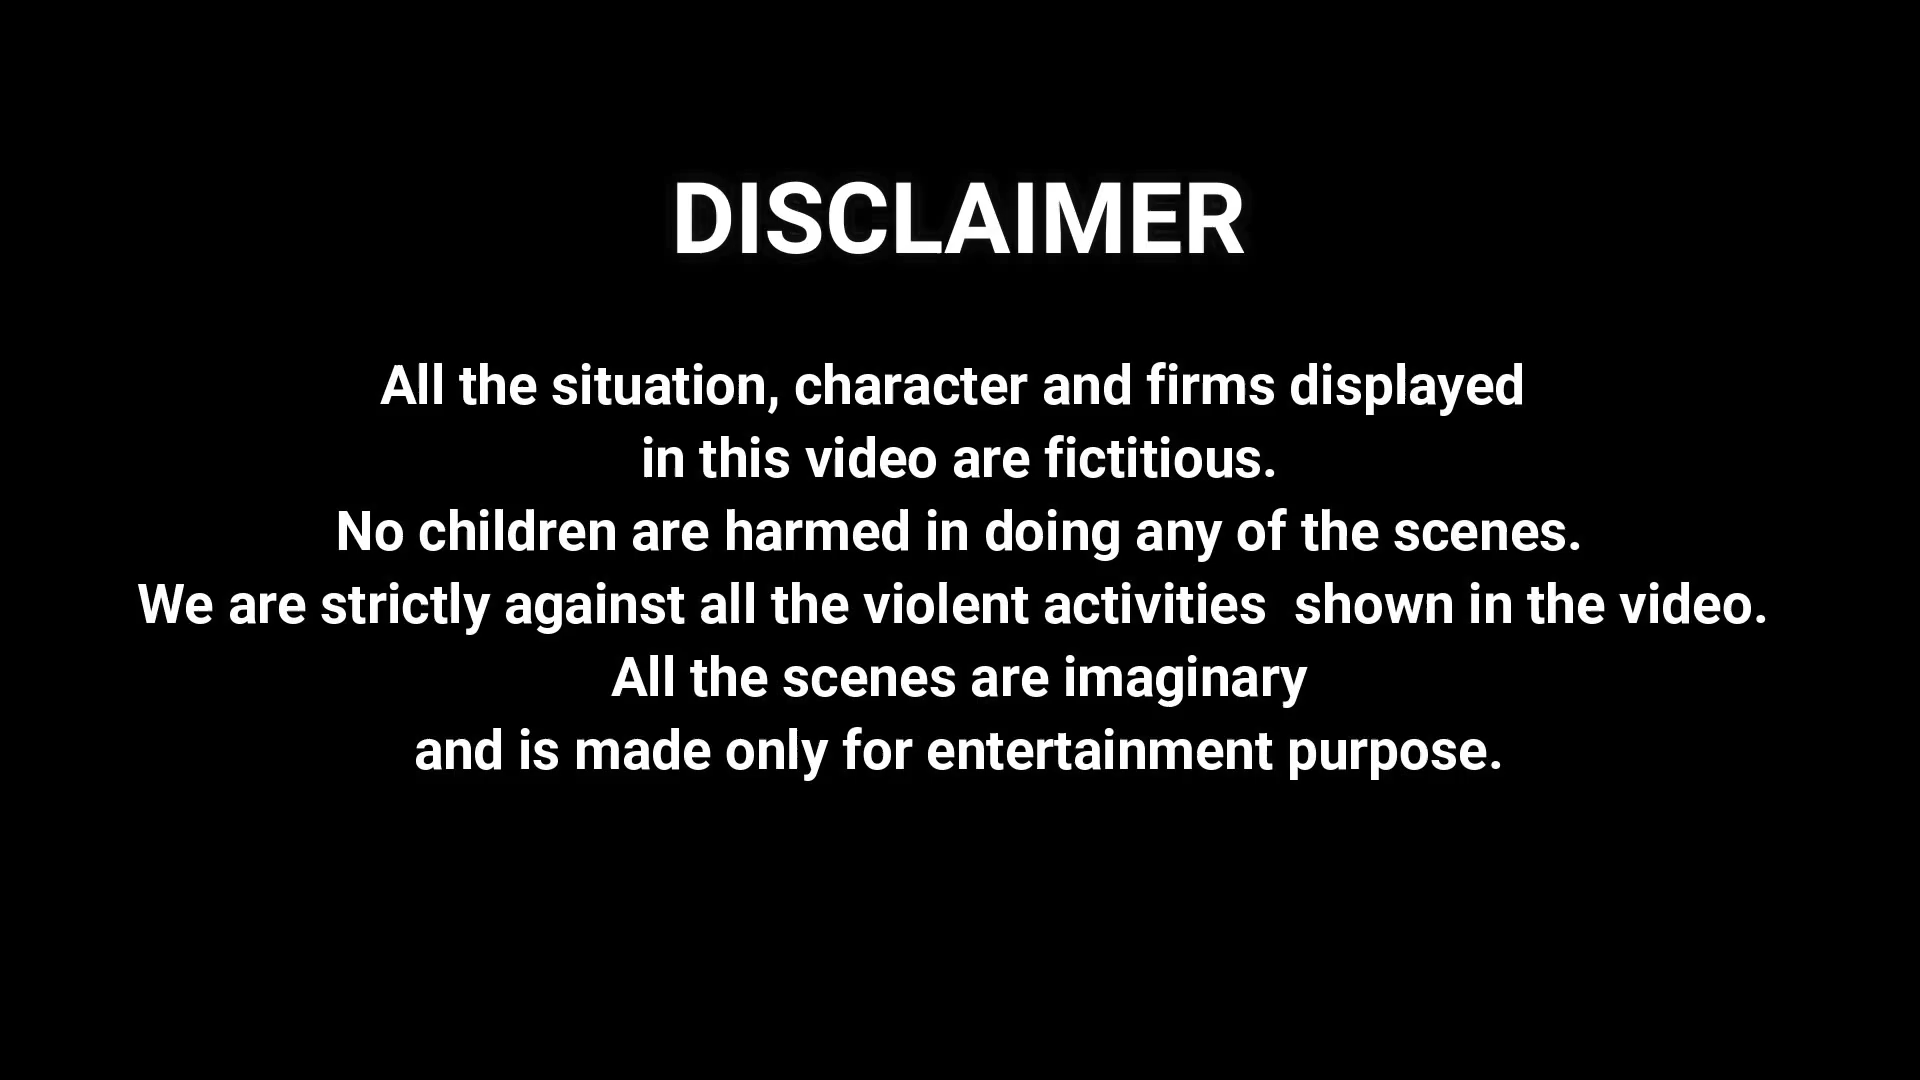 DISCLAIMER
All the situation, character and firms displayed
in this video are fictitious.
No children are harmed in doing any of the scenes.
We are strictly against all the violent activities  shown in the video.
All the scenes are imaginary
and is made only for entertainment purpose.